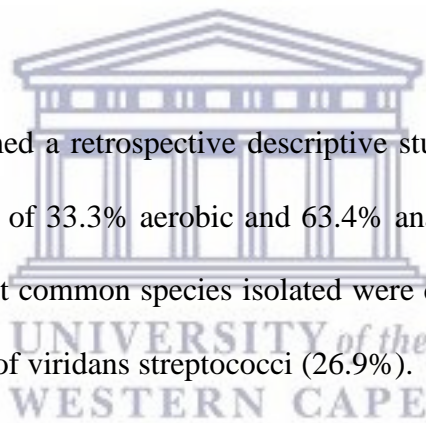 ned a retrospective descriptive stu
of 33.3% aerobic and 63.4% an
t common species isolated were
UNIVERSITY of the
of viridans streptococci (26.9%).
WESTERN CAPE